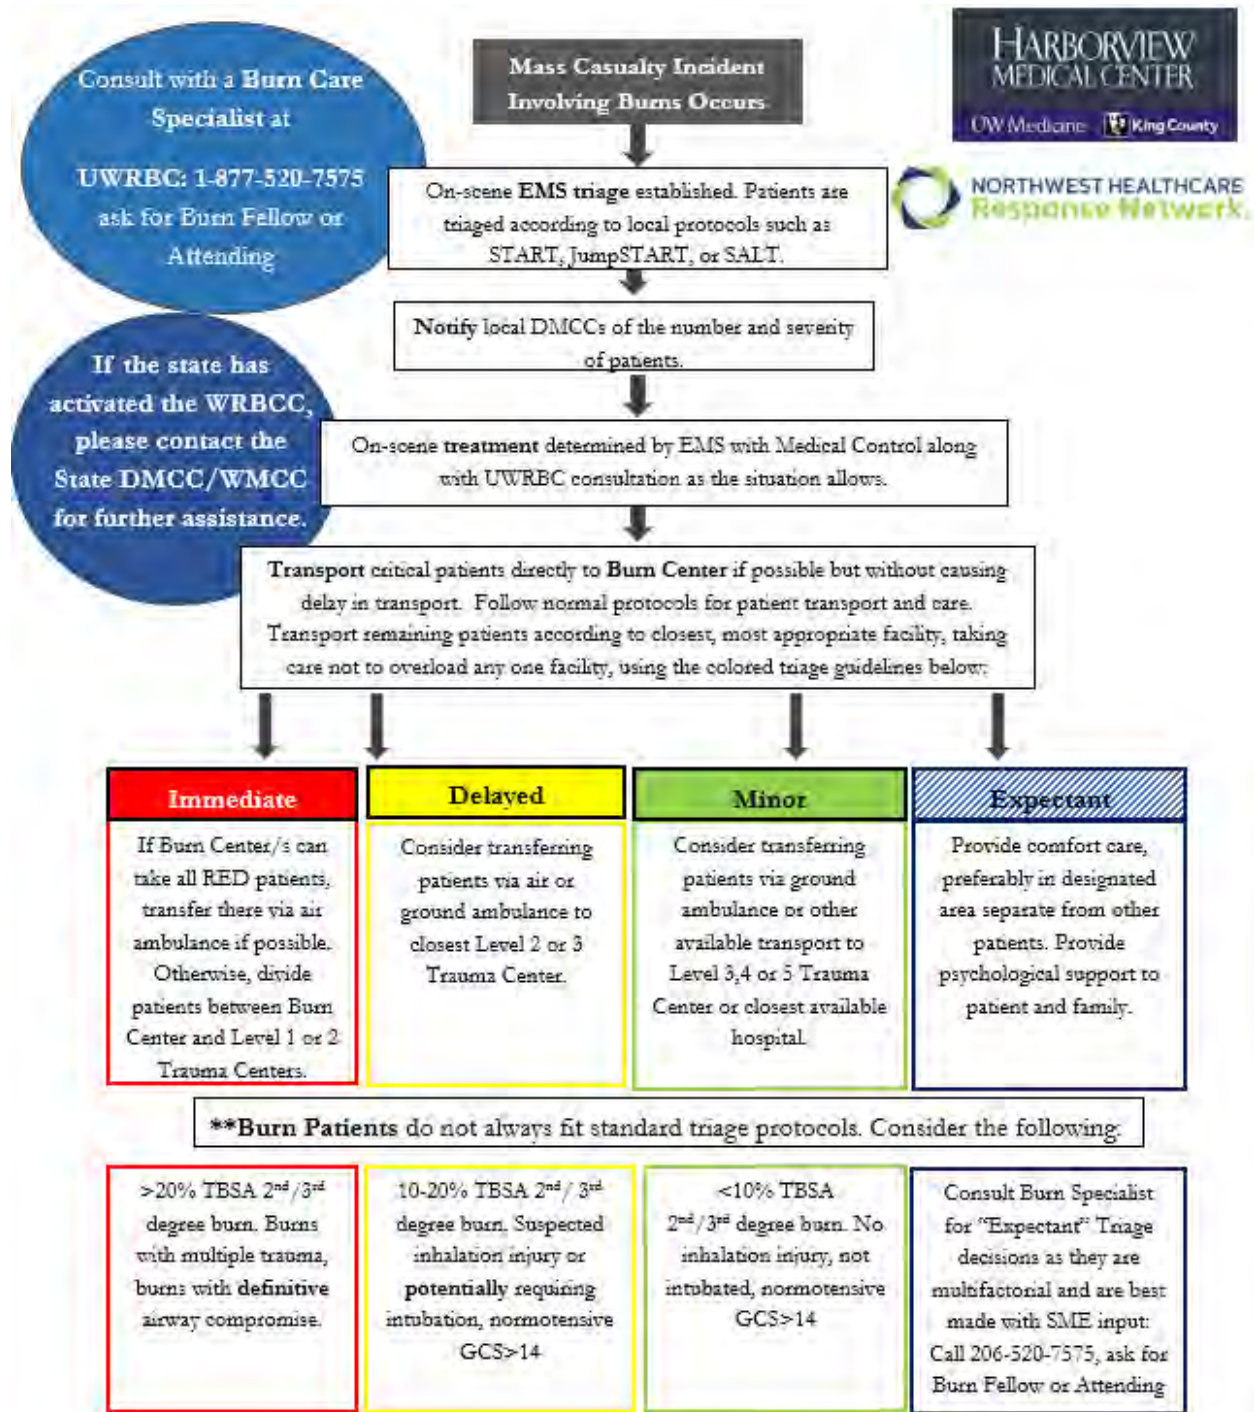 Consult with a Burn Care
Specialist at
UWRBC: 1-877-520-7575
ask for Burn Fellow or
Attending
If the state has
activated the WRBCC,
please contact the
State DMCC/WMCC
for further assistance.
Mass Casualty Incident
Involving Burns Occurs
HARBORVIEW
MEDICAL CENTER
UW Medicine King County
NORTHWEST HEALTHCARE
Response Network.
On-scene EMS triage established. Patients are
triaged according to local protocols such as
START, JumpSTART, or SALT.
Notify local DMCCs of the number and severity
of patients.
On-scene treatment determined by EMS with Medical Control along
with UWRBC consultation as the situation allows.
Transport critical patients directly to Burn Center if possible but without causing
delay in transport. Follow normal protocols for patient transport and care.
Transport remaining patients according to closest, most appropriate facility, taking
care not to overload any one facility, using the colored triage guidelines below:
Immediate
If Burn Center/s can
take all RED patients,
transfer there via air
ambulance if possible.
Otherwise, divide
patients between Burn
Center and Level 1 or 2
Trauma Centers.
Delayed
Consider transferring
patients via air or
ground ambulance to
closest Level 2 or 3
Trauma Center.
Minor
Consider transferring
patients via ground
ambulance or other
available transport to
Level 3,4 or 5 Trauma
Center or closest available
hospital.
Expectant
Provide comfort care,
preferably in designated
area separate from other
patients. Provide
psychological support to
patient and family.
**Burn Patients do not always fit standard triage protocols. Consider the following:
>20% TBSA 2nd/3rd
degree burn. Burns
with multiple trauma,
burns with definitive
airway compromise.
10-20% TBSA 2nd/ 3rd
degree burn. Suspected
inhalation injury or
potentially requiring
intubation, normotensive
GCS>14
<10% TBSA
2nd/3rd degree burn. No
inhalation injury, not
intubated, normotensive
GCS>14
Consult Burn Specialist
for "Expectant" Triage
decisions as they are
multifactorial and are best
made with SME input:
Call 206-520-7575, ask for
Burn Fellow or Attending